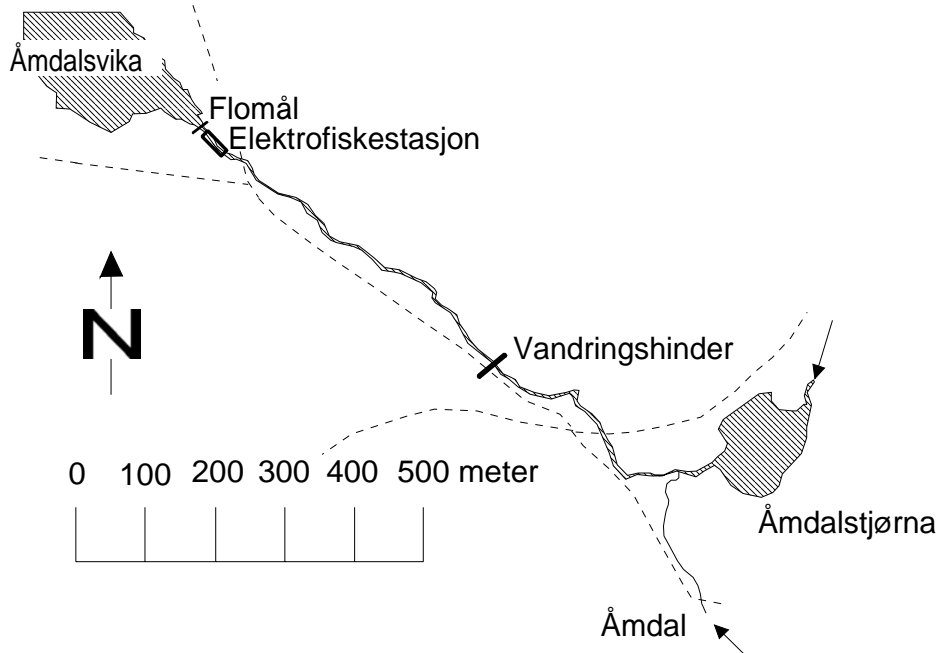 Åmdalsvika
Flomål
Elektrofiskestasjon
N
Vandringshinder
0 100 200 300 400 500 meter
Åmdalstjørna
Åmdal